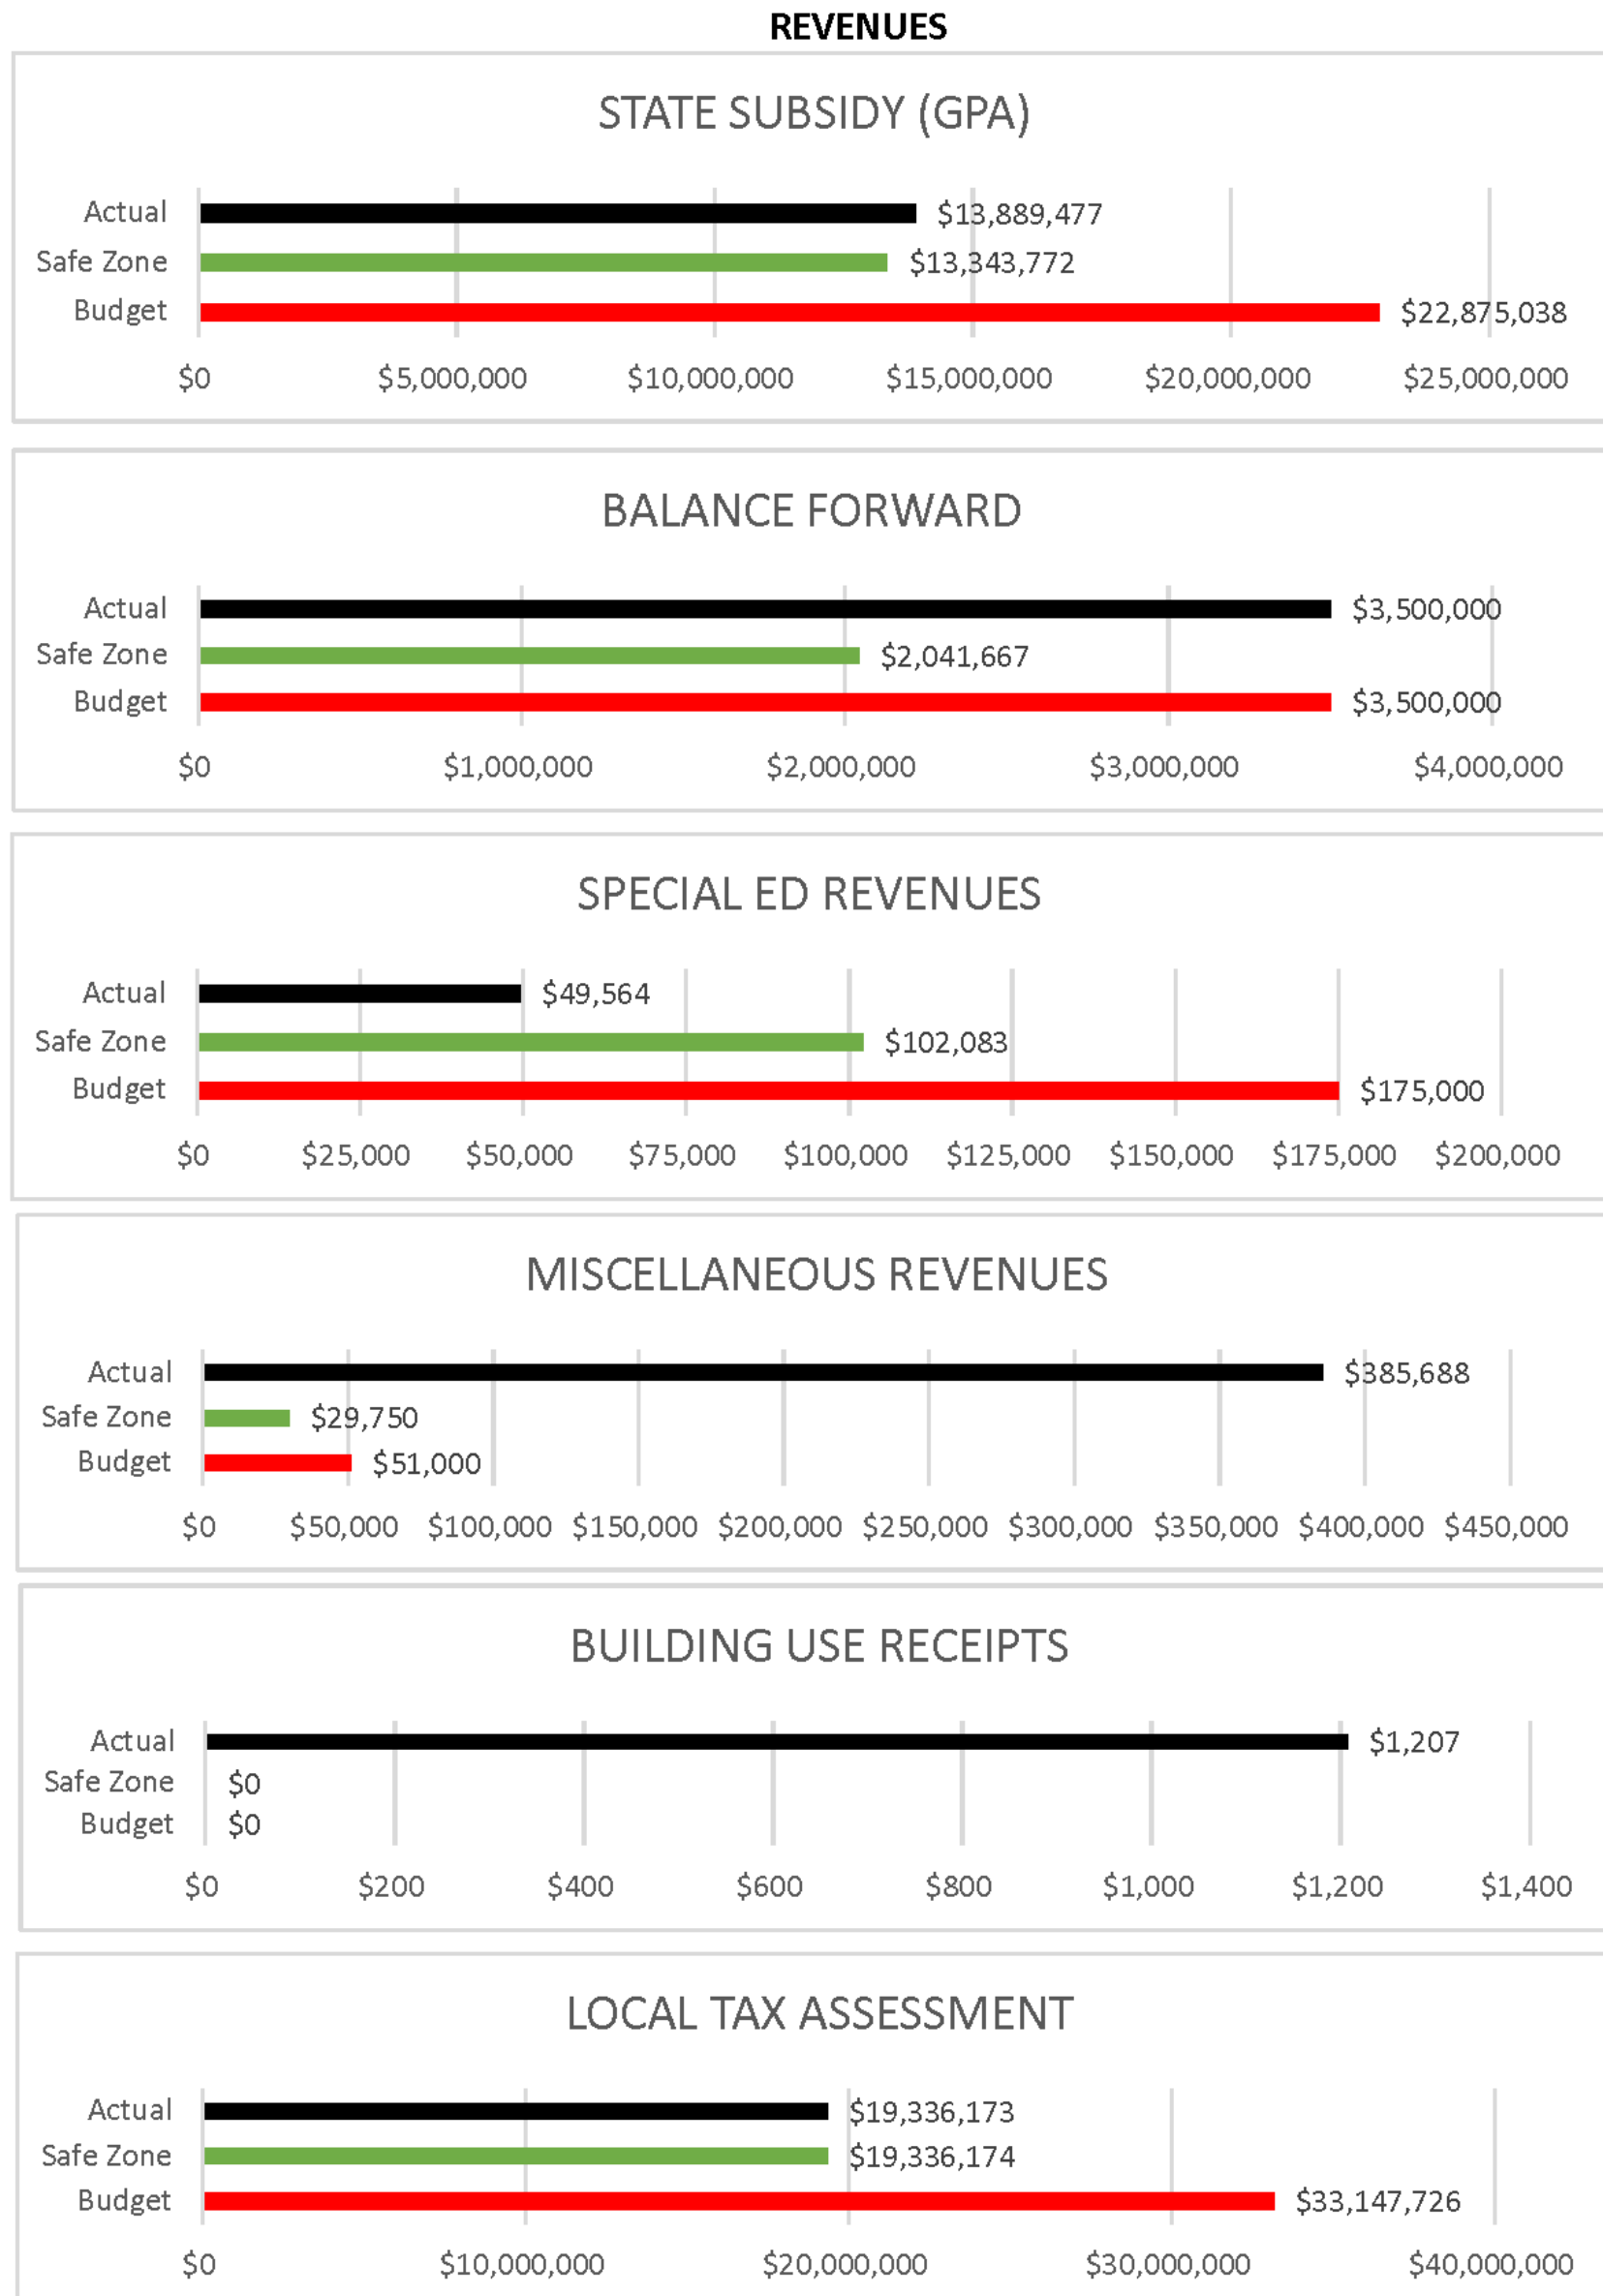 REVENUES
STATE SUBSIDY (GPA)
Actual $13,889,477
Safe Zone $13,343,772
Budget $22,875,038
$0 $5,000,000 $10,000,000 $15,000,000 $20,000,000 $25,000,000
BALANCE FORWARD
Actual $3,500,000
Safe Zone $2,041,667
Budget $3,500,000
$0 $1,000,000 $2,000,000 $3,000,000 $4,000,000
SPECIAL ED REVENUES
Actual $49,564
Safe Zone $102,083
Budget $175,000
$0 $25,000 $50,000 $75,000 $100,000 $125,000 $150,000 $175,000 $200,000
MISCELLANEOUS REVENUES
Actual $385,688
Safe Zone $29,750
Budget $51,000
$0 $50,000 $100,000 $150,000 $200,000 $250,000 $300,000 $350,000 $400,000 $450,000
BUILDING USE RECEIPTS
Actual $1,207
Safe Zone $0
Budget $0
$0 $200 $400 $600 $800 $1,000 $1,200 $1,400
LOCAL TAX ASSESSMENT
Actual $19,336,173
Safe Zone $19,336,174
Budget $33,147,726
$0 $10,000,000 $20,000,000 $30,000,000 $40,000,000